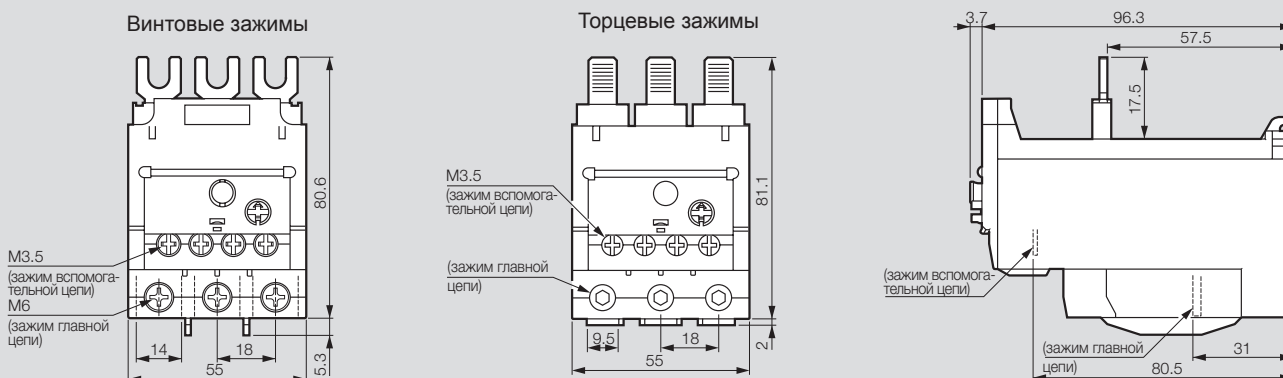 Винтовые зажимы
80.6
M3.5
(зажим вспомога-
тельной цепи)
M6
(зажим главной
цепи)
14
18
5.3
55
Торцевые зажимы
81.1
M3.5
(зажим вспомога-
тельной цепи)
(зажим главной
цепи)
9.5
18
2
55
3.7
96.3
57.5
17.5
(зажим вспомога-
тельной цепи)
(зажим главной
цепи)
31
80.5